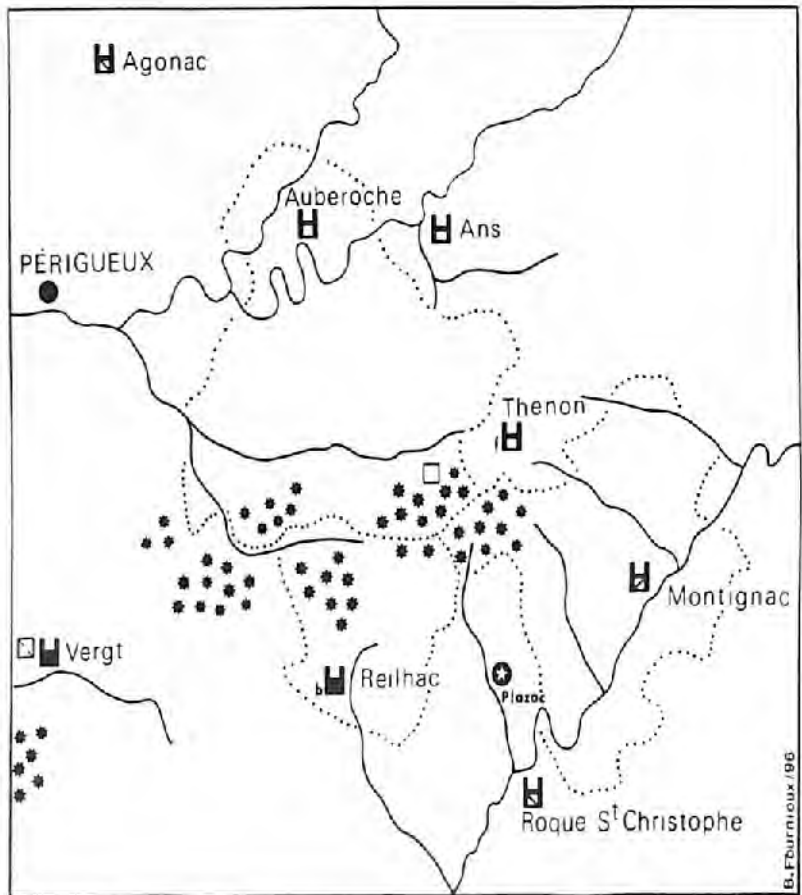 Agonac
Auberoche
Ans
PÉRIGUEUX
Thenon
Montignac
Vergt
b
Reilhac
Plazac
Roque St Christophe
B. Fournioux / 96